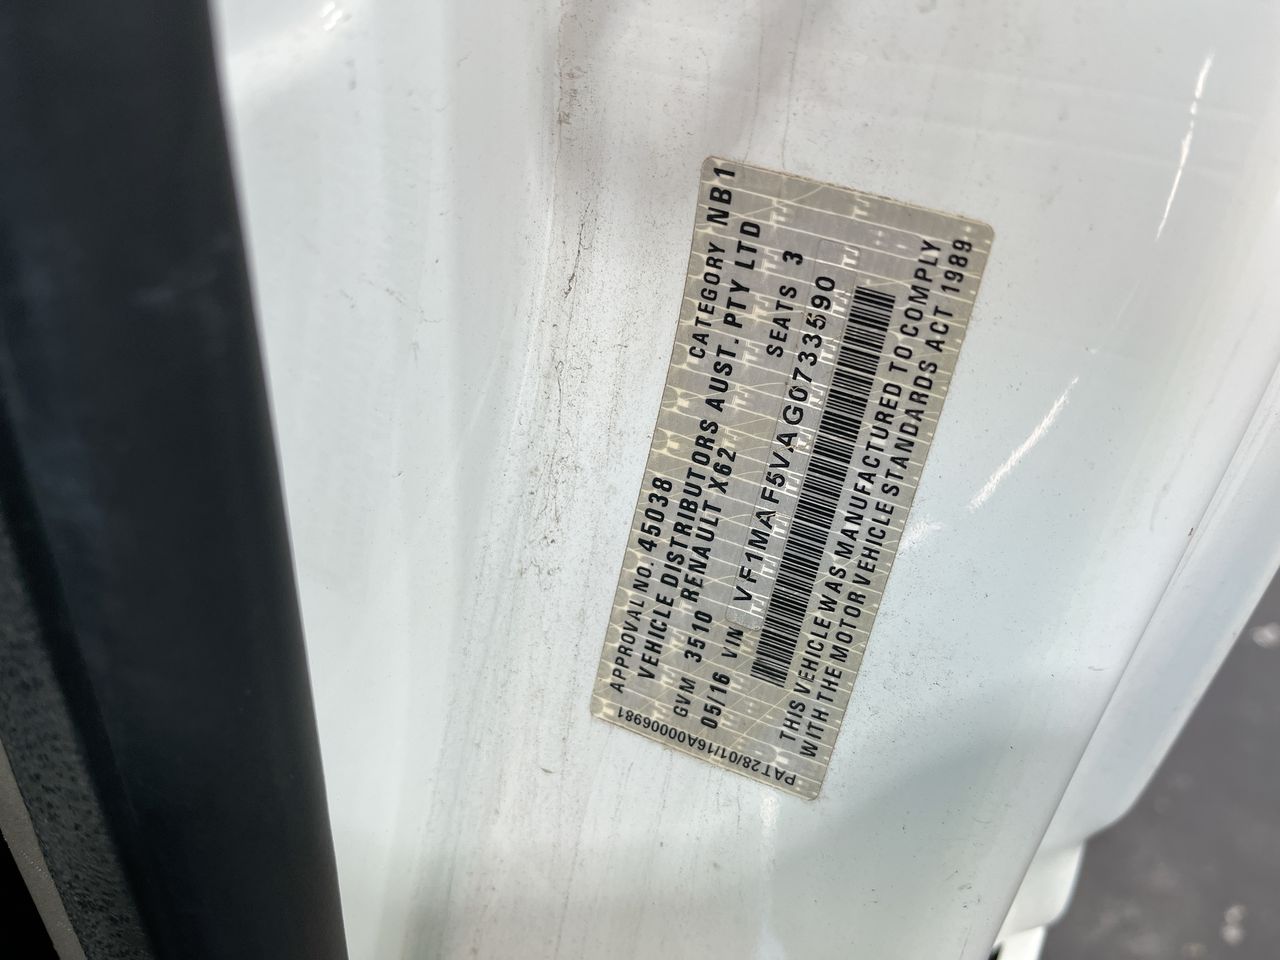 APPROVAL NO. 45038 CATEGORY NB1
VEHICLE DISTRIBUTORS AUST. PTY LTD
GVM 3510 RENAULT X62 SEATS 3
05/16 VIN VF1MAF5VAG0733590
THIS VEHICLE WAS MANUFACTURED TO COMPLY
WITH THE MOTOR VEHICLE STANDARDS ACT 1989
PAT28/01/16A00006981